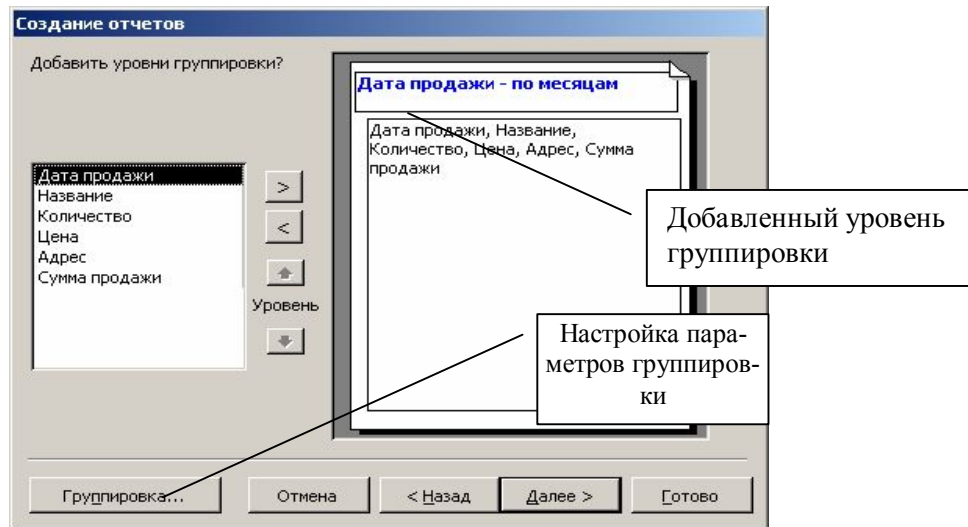 Создание отчетов
Добавить уровни группировки?
Дата продажи - по месяцам
Дата продажи, Название,
Количество, Цена, Адрес, Сумма
продажи
Дата продажи
Название
Количество
Цена
Адрес
Сумма продажи
>
<
Уровень
Добавленный уровень
группировки
Настройка пара-
метров группиров-
ки
Группировка...
Отмена
< Назад
Далее >
Готово